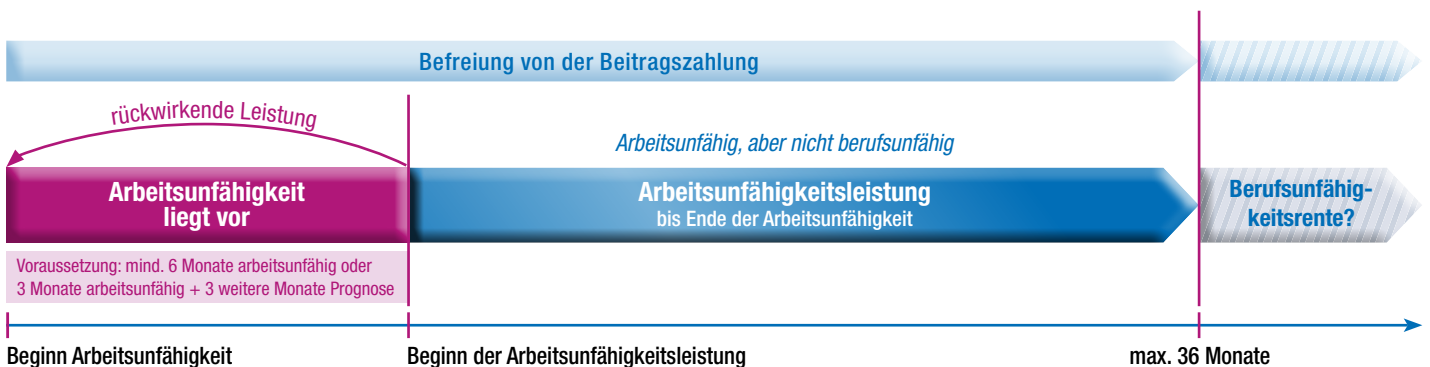 Befreiung von der Beitragszahlung
rückwirkende Leistung
Arbeitsunfähig, aber nicht berufsunfähig
Arbeitsunfähigkeit
liegt vor
Arbeitsunfähigkeitsleistung
bis Ende der Arbeitsunfähigkeit
Berufsunfähig-
keitsrente?
Voraussetzung: mind. 6 Monate arbeitsunfähig oder
3 Monate arbeitsunfähig + 3 weitere Monate Prognose
Beginn Arbeitsunfähigkeit
Beginn der Arbeitsunfähigkeitsleistung
max. 36 Monate